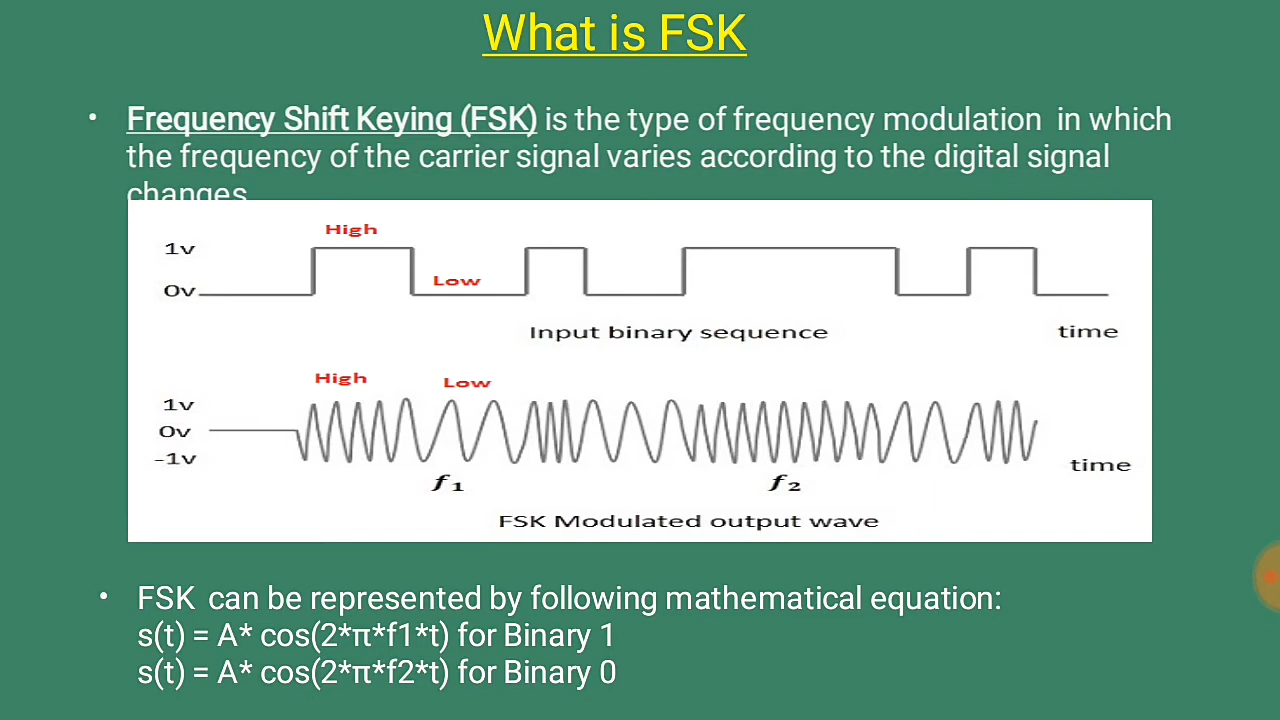 What is FSK
• Frequency Shift Keying (FSK) is the type of frequency modulation in which
the frequency of the carrier signal varies according to the digital signal
changes
High
1v
Low
0v
Input binary sequence
time
High
Low
1v
0v
-1v
time
f1
f2
FSK Modulated output wave
• FSK can be represented by following mathematical equation:
s(t) = A* cos(2*π*f1*t) for Binary 1
s(t) = A* cos(2*π*f2*t) for Binary 0